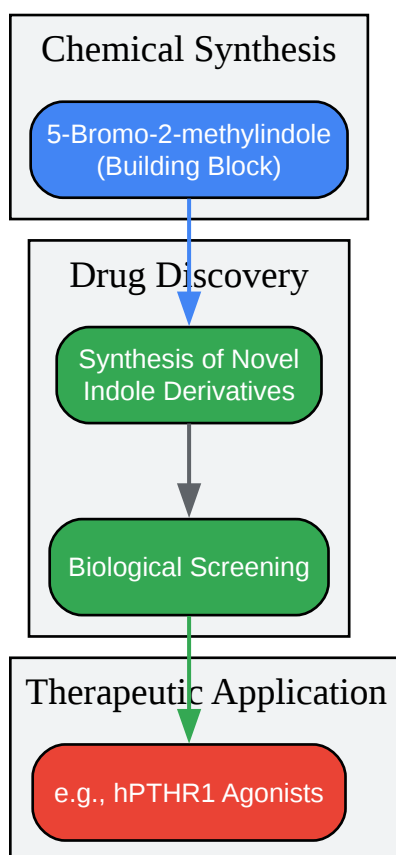 Chemical Synthesis
5-Bromo-2-methylindole
(Building Block)
Drug Discovery
Synthesis of Novel
Indole Derivatives
Biological Screening
Therapeutic Application
e.g., hPTHR1 Agonists